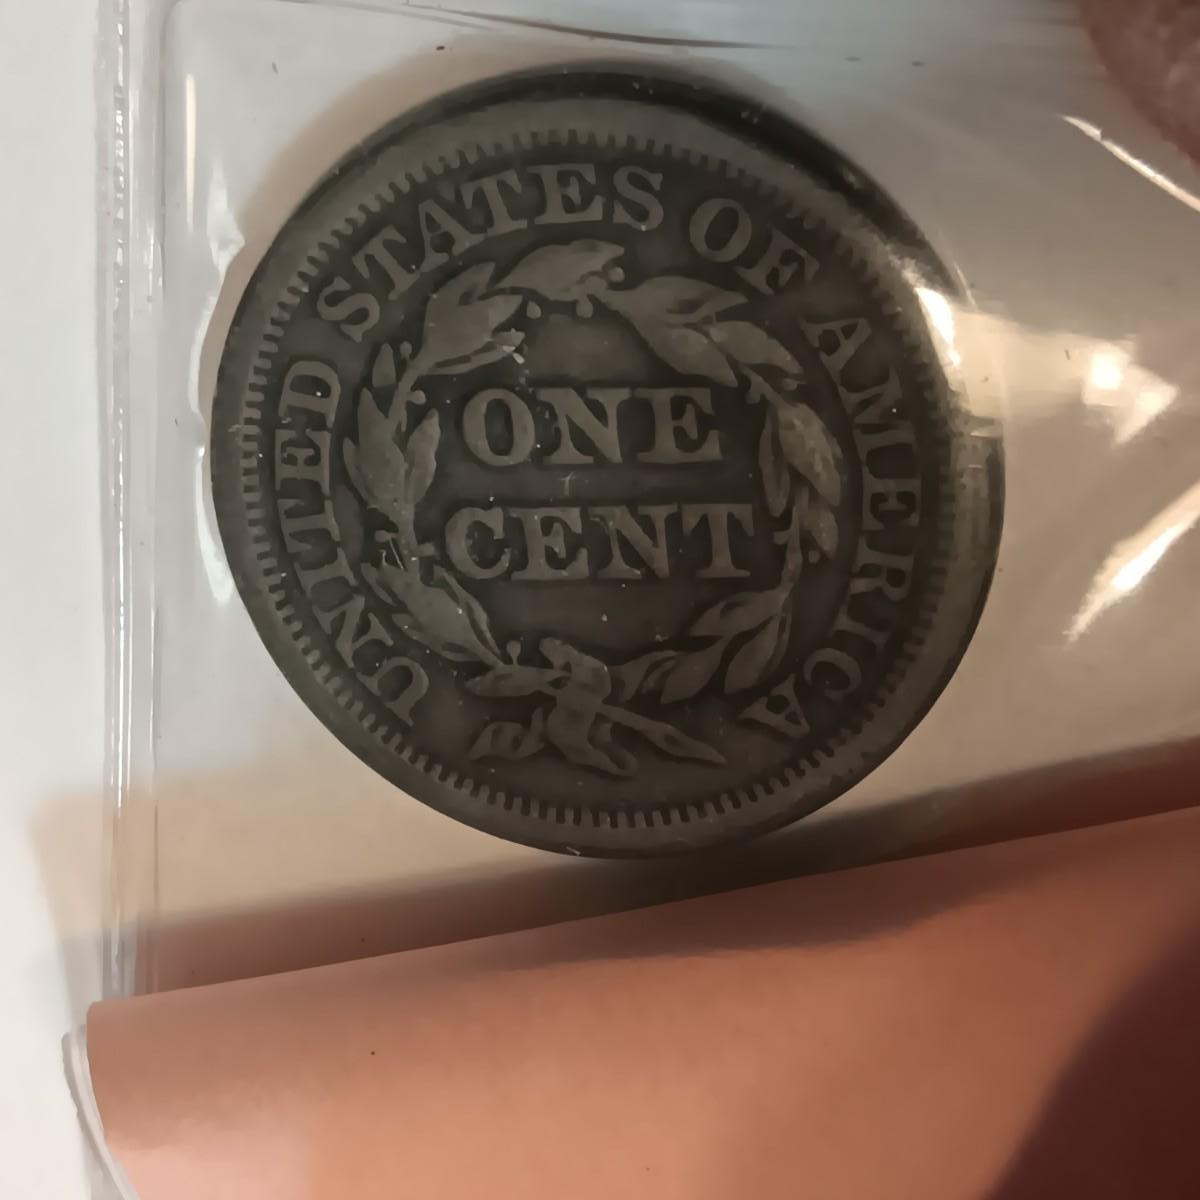 UNITED STATES OF AMERICA
ONE
CENT